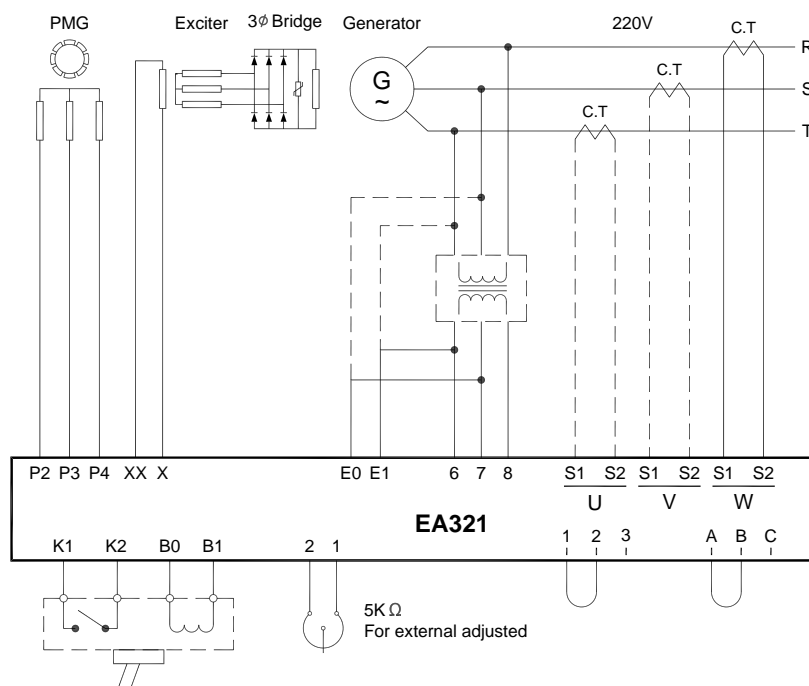 PMG Exciter 3ø Bridge Generator 220V C.T R
C.T S
G
~
C.T T
P2 P3 P4 XX X E0 E1 6 7 8 S1 S2 S1 S2 S1 S2
U V W
EA321
K1 K2 B0 B1 2 1 1 2 3 A B C
5K Ω
For external adjusted